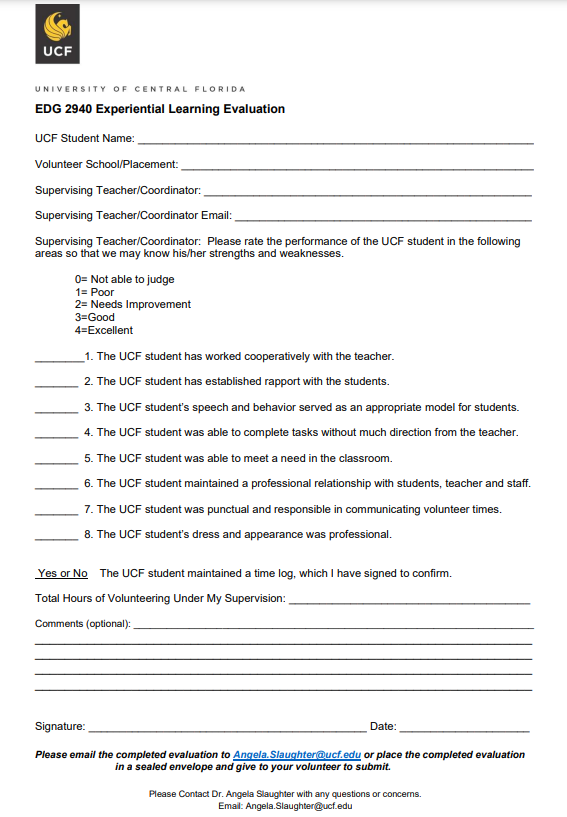 UCF
UNIVERSITY OF CENTRAL FLORIDA
EDG 2940 Experiential Learning Evaluation
UCF Student Name: ___
Volunteer School/Placement: ___
Supervising Teacher/Coordinator: ___
Supervising Teacher/Coordinator Email: ___
Supervising Teacher/Coordinator:  Please rate the performance of the UCF student in the following
areas so that we may know his/her strengths and weaknesses.
0= Not able to judge
1= Poor
2= Needs Improvement
3=Good
4=Excellent
________1. The UCF student has worked cooperatively with the teacher.
_______ 2. The UCF student has established rapport with the students.
_______ 3. The UCF student's speech and behavior served as an appropriate model for students.
_______ 4. The UCF student was able to complete tasks without much direction from the teacher.
_______ 5. The UCF student was able to meet a need in the classroom.
_______ 6. The UCF student maintained a professional relationship with students, teacher and staff.
_______ 7. The UCF student was punctual and responsible in communicating volunteer times.
_______ 8. The UCF student's dress and appearance was professional.
Yes or No   The UCF student maintained a time log, which I have signed to confirm.
Total Hours of Volunteering Under My Supervision: ___
Comments (optional): ___
Signature: ___ Date: ___
Please email the completed evaluation to Angela.Slaughter@ucf.edu or place the completed evaluation
in a sealed envelope and give to your volunteer to submit.
Please Contact Dr. Angela Slaughter with any questions or concerns.
Email: Angela.Slaughter@ucf.edu